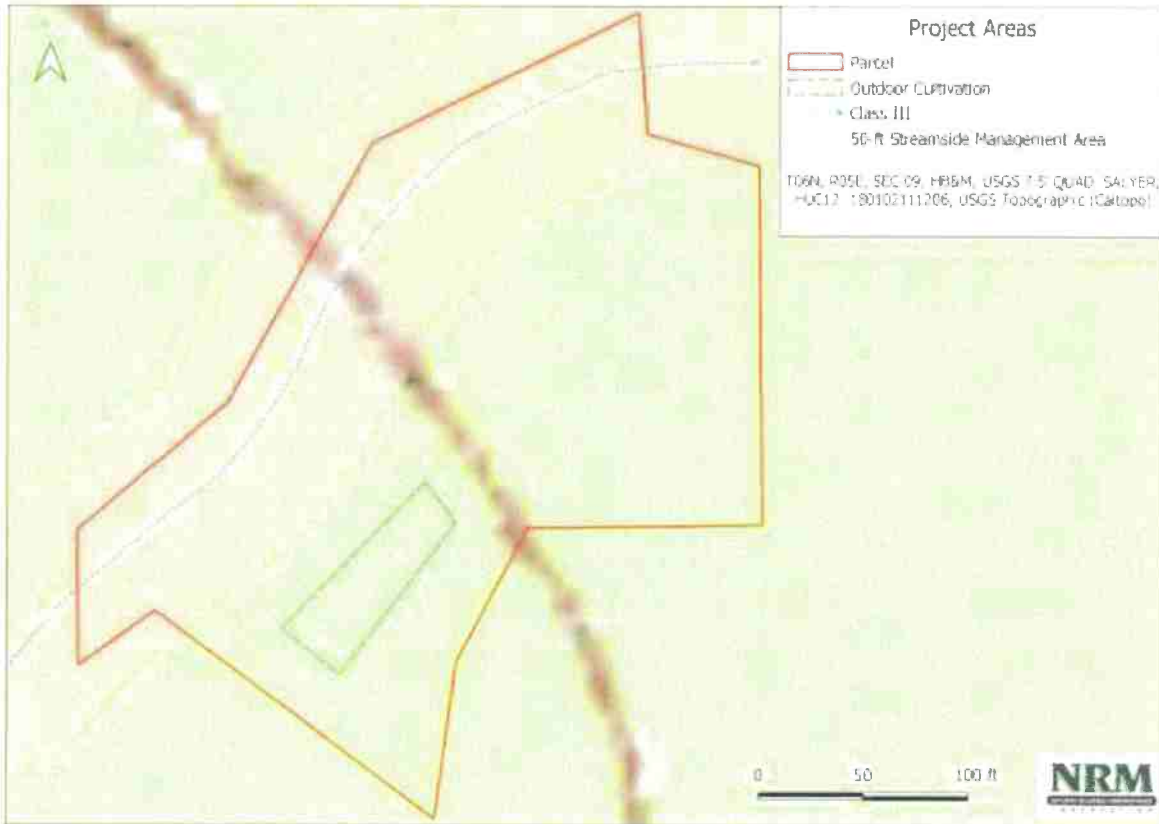 Project Areas
Parcel
Outdoor Cultivation
Class III
50-ft Streamside Management Area
T06N, R05E, SEC 09, HB&M, USGS 7.5' QUAD SALYER,
HUC12 180102111206, USGS Topographic (Caltopo)
0 50 100 ft
NRM